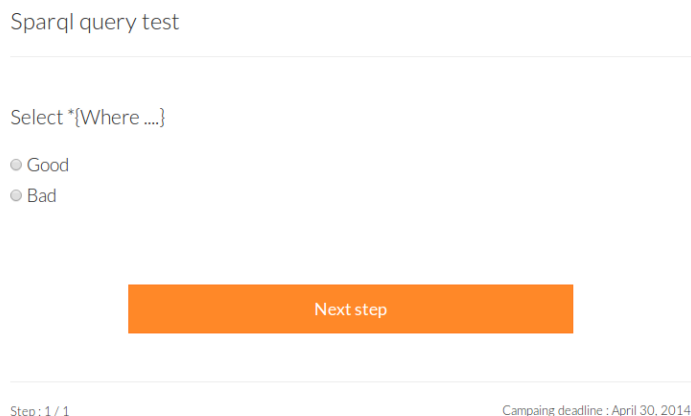 Sparql query test
Select *{Where ....}
Good
Bad
Next step
Step : 1 / 1
Campaing deadline : April 30, 2014